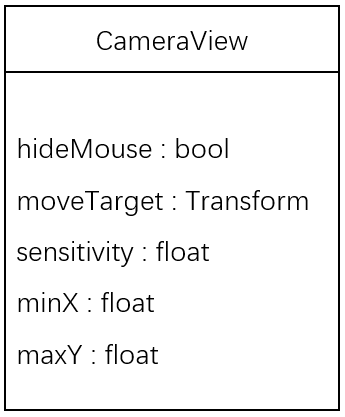 CameraView
hideMouse : bool
moveTarget : Transform
sensitivity : float
minX : float
maxY : float